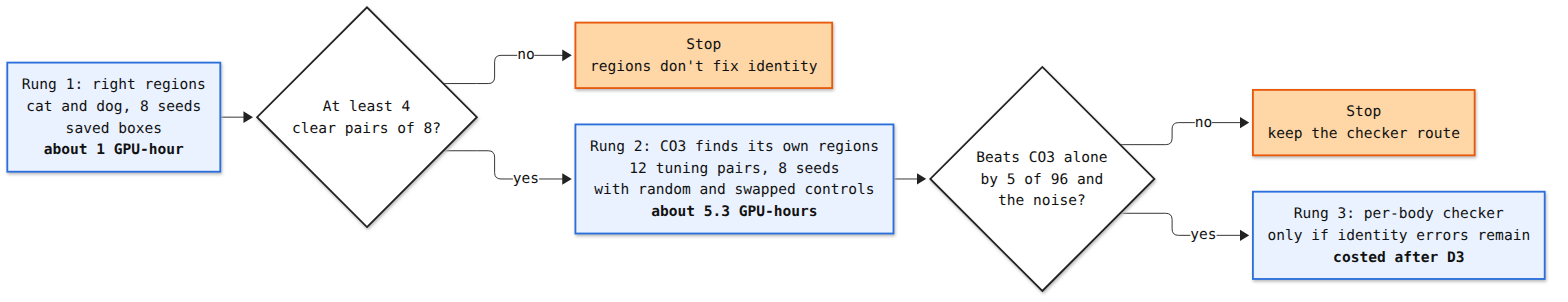 Rung 1: right regions
cat and dog, 8 seeds
saved boxes
about 1 GPU-hour
At least 4
clear pairs of 8?
no
Stop
regions don't fix identity
yes
Rung 2: CO3 finds its own regions
12 tuning pairs, 8 seeds
with random and swapped controls
about 5.3 GPU-hours
Beats CO3 alone
by 5 of 96 and
the noise?
no
Stop
keep the checker route
yes
Rung 3: per-body checker
only if identity errors remain
costed after D3